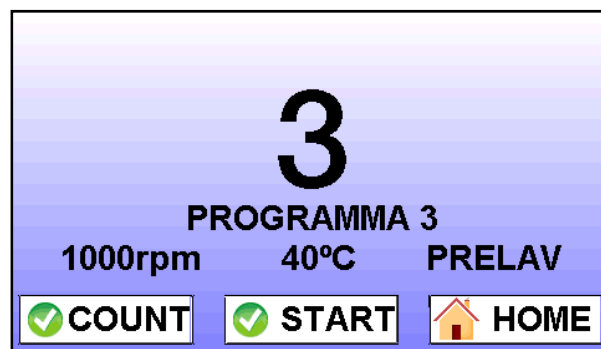 3
PROGRAMMA 3
1000rpm 40ºC PRELAV
COUNT START HOME